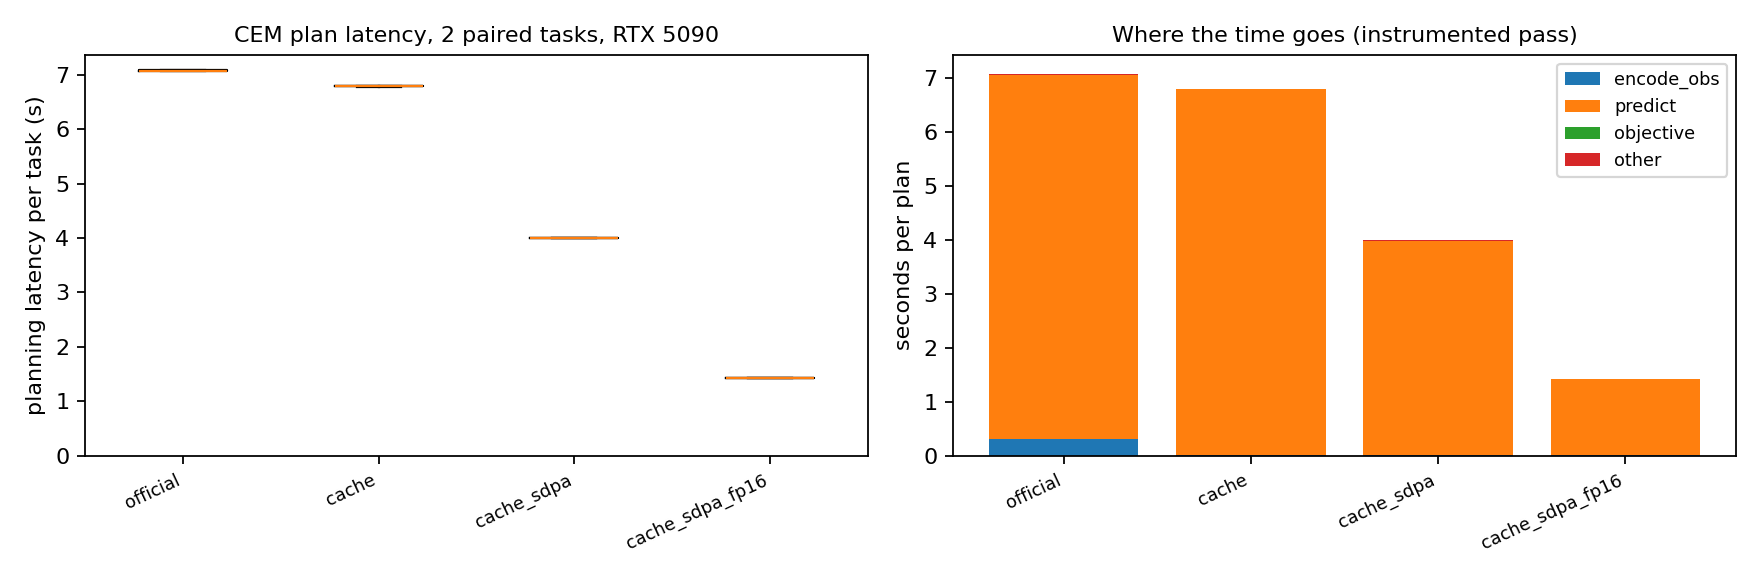 CEM plan latency, 2 paired tasks, RTX 5090
planning latency per task (s)
7
6
5
4
3
2
1
0
official
cache
cache_sdpa
cache_sdpa_fp16
Where the time goes (instrumented pass)
seconds per plan
7
6
5
4
3
2
1
0
encode_obs
predict
objective
other
official
cache
cache_sdpa
cache_sdpa_fp16